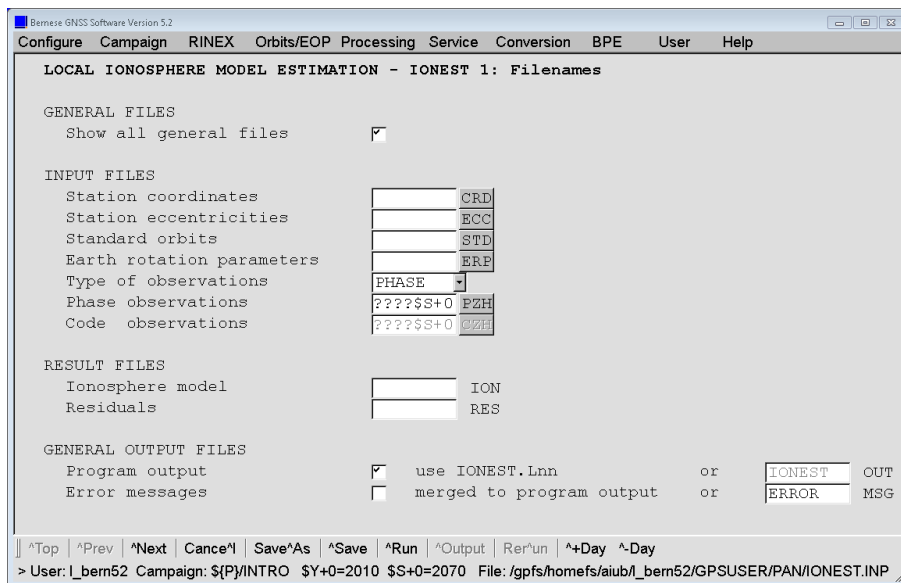 Bernese GNSS Software Version 5.2
Configure Campaign RINEX Orbits/EOP Processing Service Conversion BPE User Help
LOCAL IONOSPHERE MODEL ESTIMATION - IONEST 1: Filenames
GENERAL FILES
Show all general files
INPUT FILES
Station coordinates CRD
Station eccentricities ECC
Standard orbits STD
Earth rotation parameters ERP
Type of observations PHASE
Phase observations ????$S+0 PZH
Code observations ????$S+0 CZH
RESULT FILES
Ionosphere model ION
Residuals RES
GENERAL OUTPUT FILES
Program output use IONEST.Lnn or IONEST OUT
Error messages merged to program output or ERROR MSG
^Top ^Prev ^Next Cance^l Save^As ^Save ^Run ^Output Rer^un ^+Day ^-Day
> User: l_bern52 Campaign: ${P}/INTRO $Y+0=2010 $S+0=2070 File: /gpfs/homefs/aiub/l_bern52/GPSUSER/PAN/IONEST.INP